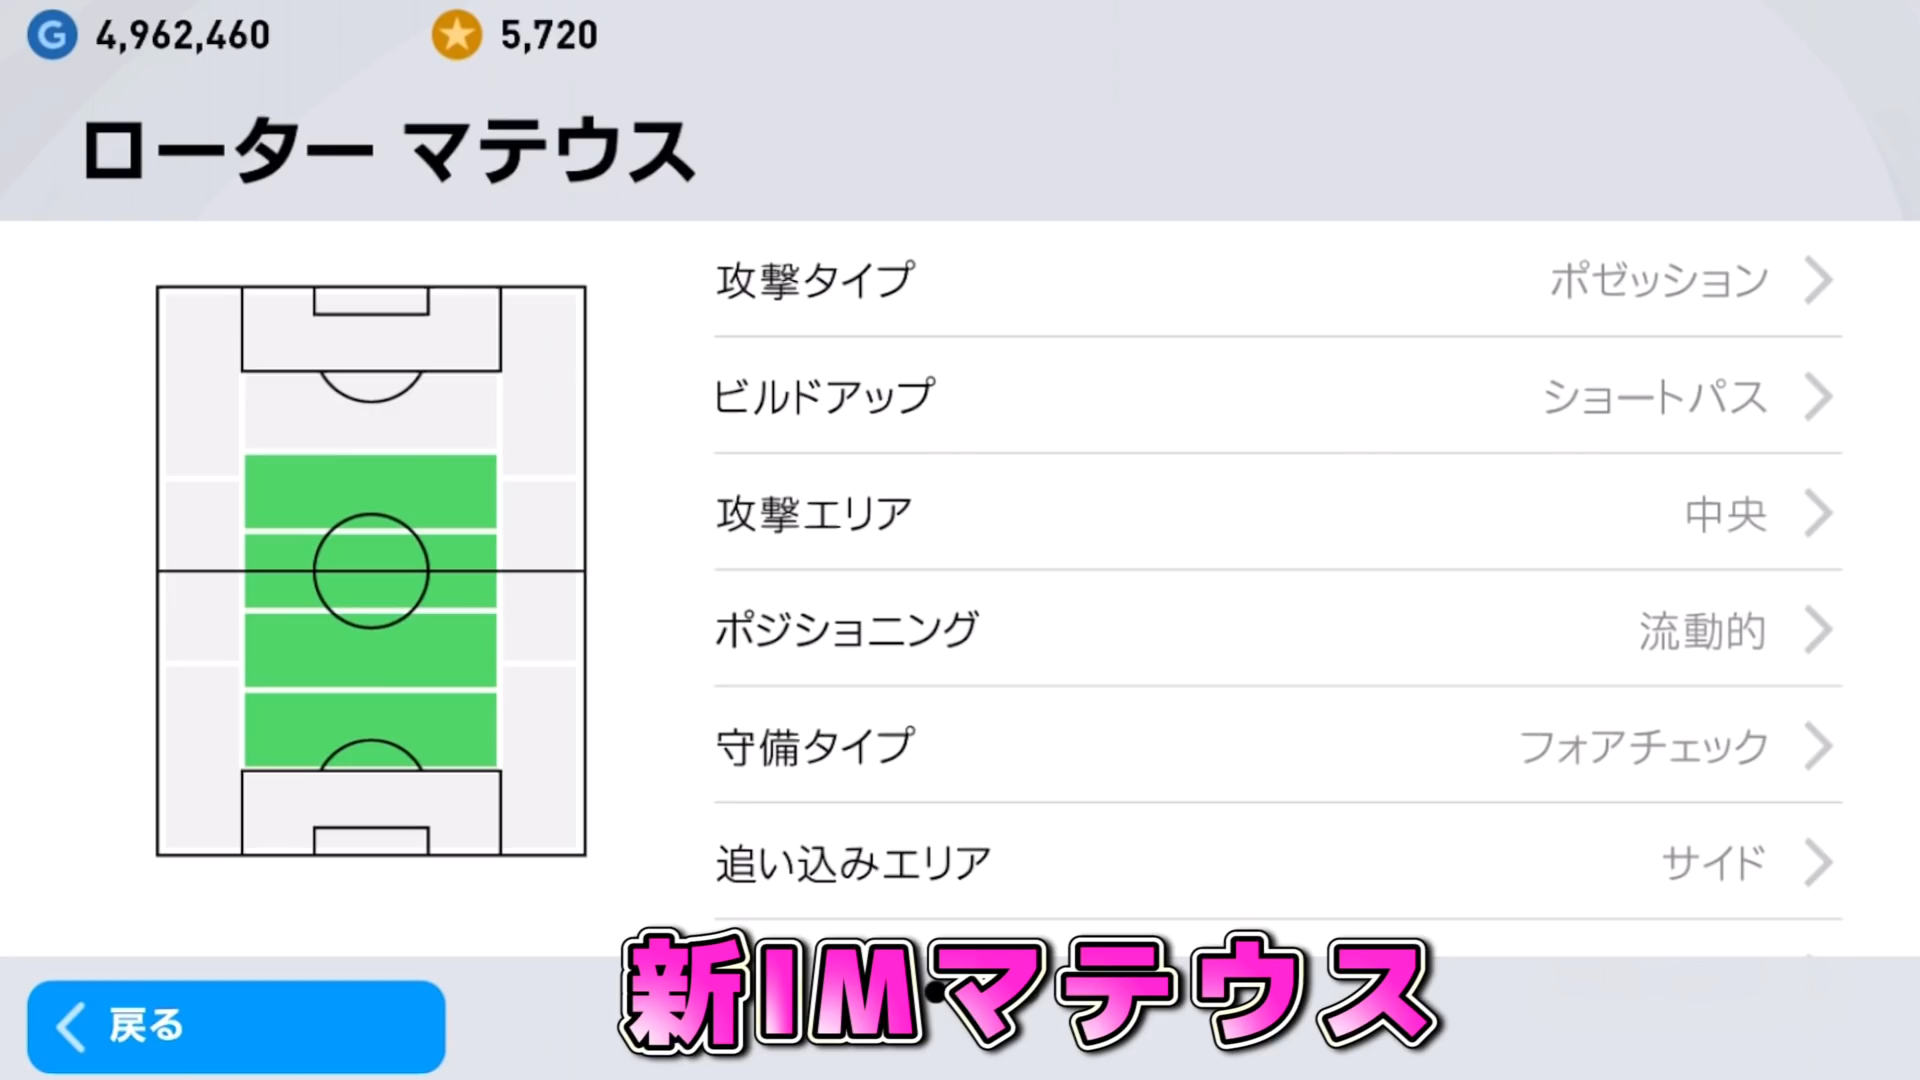 G 4,962,460 5,720
ローター マテウス
攻撃タイプ ポゼッション
ビルドアップ ショートパス
攻撃エリア 中央
ポジショニング 流動的
守備タイプ フォアチェック
追い込みエリア サイド
新IMマテウス
戻る